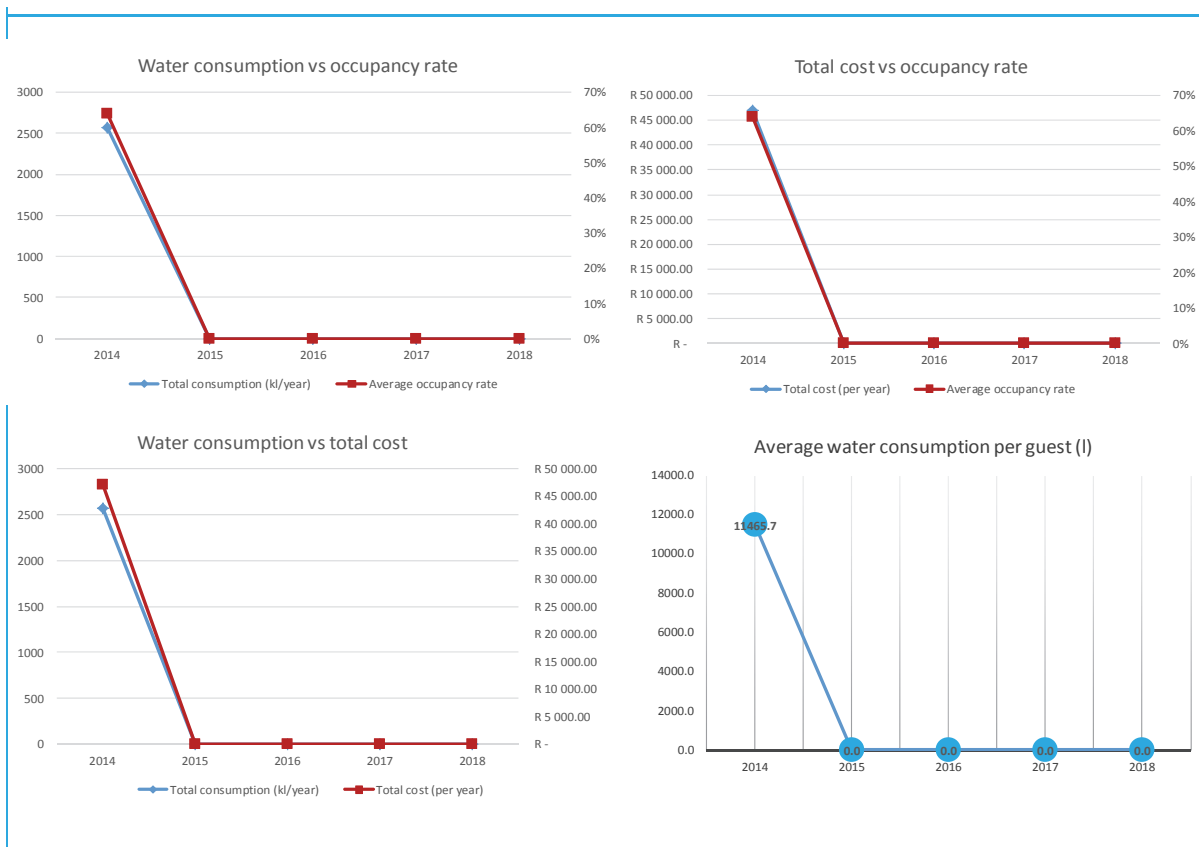 Water consumption vs occupancy rate
3000
2500
2000
1500
1000
500
0
70%
60%
50%
40%
30%
20%
10%
0%
2014 2015 2016 2017 2018
Total consumption (kl/year) Average occupancy rate
Total cost vs occupancy rate
R 50 000.00
R 45 000.00
R 40 000.00
R 35 000.00
R 30 000.00
R 25 000.00
R 20 000.00
R 15 000.00
R 10 000.00
R 5 000.00
R -
70%
60%
50%
40%
30%
20%
10%
0%
2014 2015 2016 2017 2018
Total cost (per year) Average occupancy rate
Water consumption vs total cost
3000
2500
2000
1500
1000
500
0
R 50 000.00
R 45 000.00
R 40 000.00
R 35 000.00
R 30 000.00
R 25 000.00
R 20 000.00
R 15 000.00
R 10 000.00
R 5 000.00
R -
2014 2015 2016 2017 2018
Total consumption (kl/year) Total cost (per year)
Average water consumption per guest (l)
14000.0
12000.0
10000.0
8000.0
6000.0
4000.0
2000.0
0.0
11465.7
0.0 0.0 0.0 0.0
2014 2015 2016 2017 2018